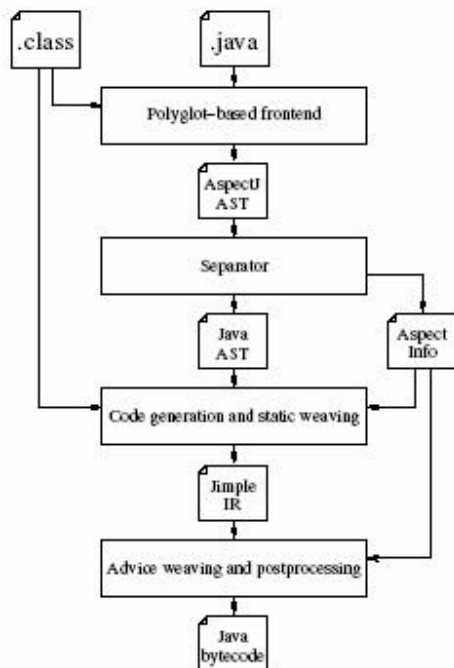 .class
.java
Polyglot-based frontend
AspectJ
AST
Separator
Java
AST
Aspect
Info
Code generation and static weaving
Jimple
IR
Advice weaving and postprocessing
Java
bytecode